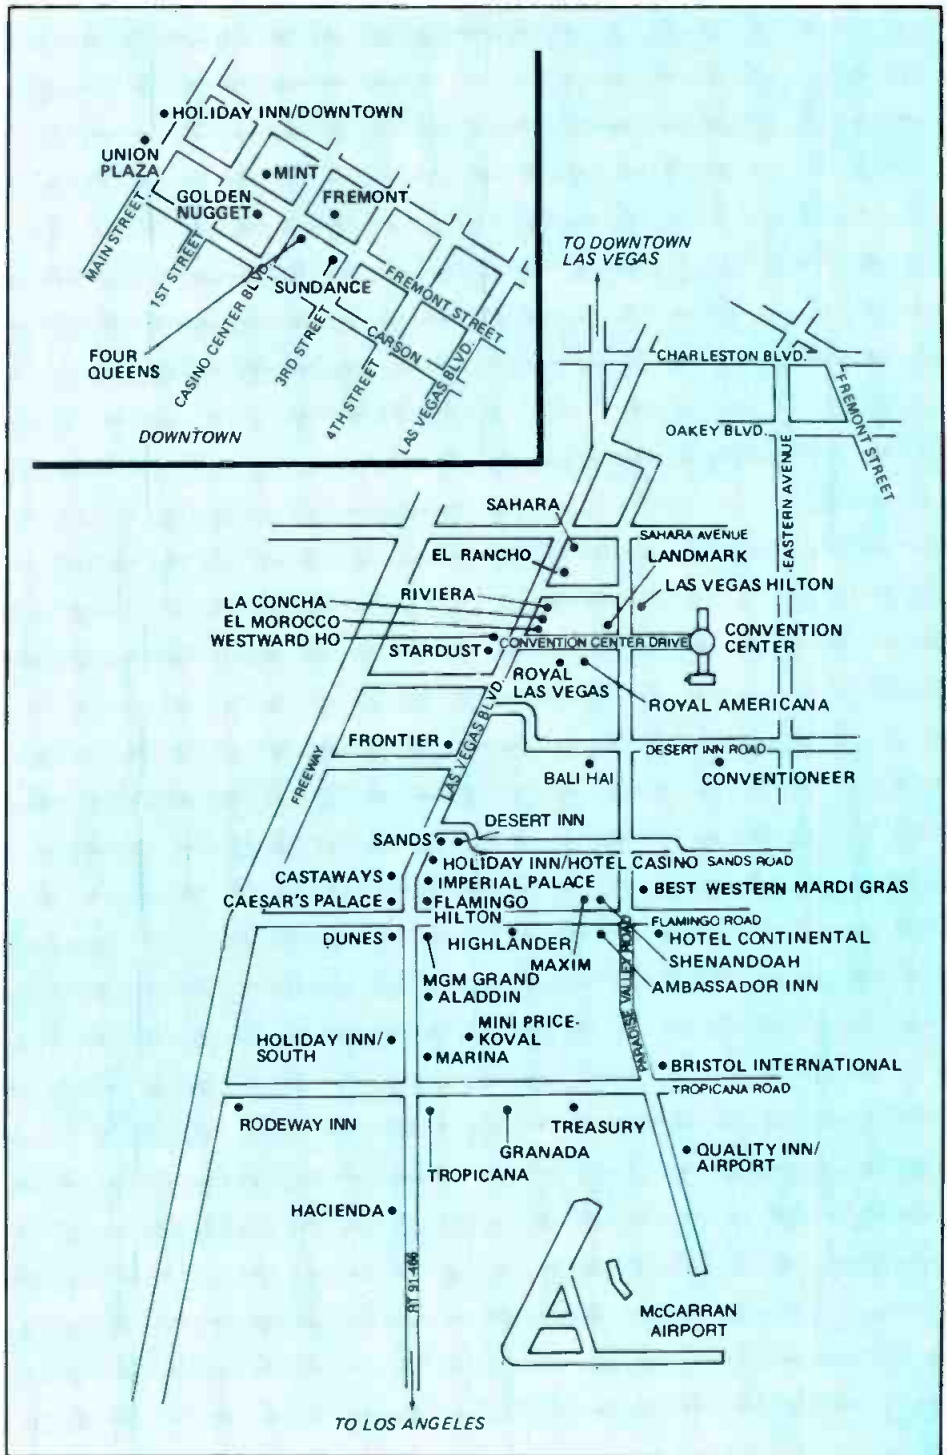 HOLIDAY INN/DOWNTOWN
UNION
PLAZA
MINT
GOLDEN
NUGGET
FREMONT
MAIN STREET
1ST STREET
CASINO CENTER BLVD.
SUNDANCE
FREMONT STREET
3RD STREET
CARSON
4TH STREET
LAS VEGAS BLVD.
FOUR
QUEENS
DOWNTOWN
TO DOWNTOWN
LAS VEGAS
CHARLESTON BLVD.
FREMONT STREET
OAKEY BLVD.
EASTERN AVENUE
SAHARA
SAHARA AVENUE
EL RANCHO
LANDMARK
RIVIERA
LAS VEGAS HILTON
LA CONCHA
EL MOROCCO
WESTWARD HO
STARDUST
CONVENTION CENTER DRIVE
CONVENTION
CENTER
ROYAL
LAS VEGAS
ROYAL AMERICANA
LAS VEGAS BLVD.
FREEWAY
FRONTIER
DESERT INN ROAD
BALI HAI
CONVENTIONEER
DESERT INN
SANDS
HOLIDAY INN/HOTEL CASINO
SANDS ROAD
CASTAWAYS
IMPERIAL PALACE
BEST WESTERN MARDI GRAS
CAESAR'S PALACE
FLAMINGO
HILTON
FLAMINGO ROAD
DUNES
HIGHLANDER
HOTEL CONTINENTAL
MAXIM
SHENANDOAH
MGM GRAND
AMBASSADOR INN
PARADISE VALLEY ROAD
ALADDIN
MINI PRICE-
KOVAL
HOLIDAY INN/
SOUTH
MARINA
BRISTOL INTERNATIONAL
TROPICANA ROAD
RODEWAY INN
TREASURY
GRANADA
TROPICANA
QUALITY INN/
AIRPORT
HACIENDA
RT 91-466
McCARRAN
AIRPORT
TO LOS ANGELES